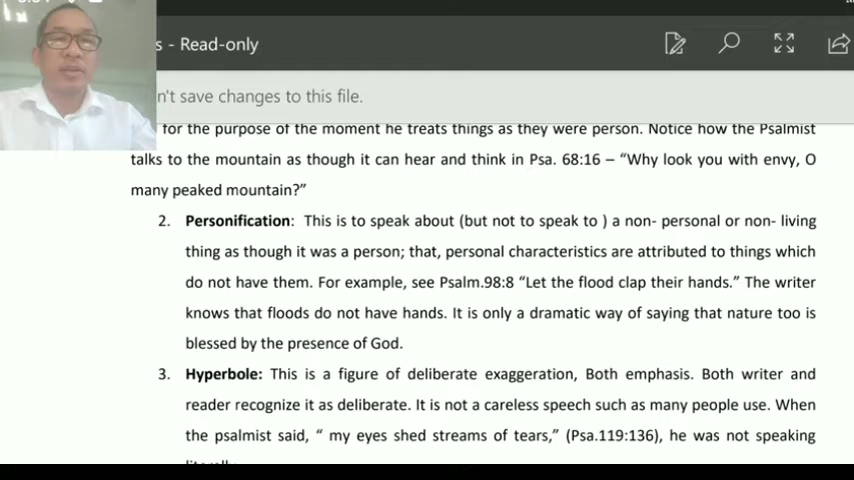 s - Read-only
n't save changes to this file.
for the purpose of the moment he treats things as they were person. Notice how the Psalmist
talks to the mountain as though it can hear and think in Psa. 68:16 – “Why look you with envy, O
many peaked mountain?”
2. Personification: This is to speak about (but not to speak to ) a non- personal or non- living
thing as though it was a person; that, personal characteristics are attributed to things which
do not have them. For example, see Psalm.98:8 “Let the flood clap their hands.” The writer
knows that floods do not have hands. It is only a dramatic way of saying that nature too is
blessed by the presence of God.
3. Hyperbole: This is a figure of deliberate exaggeration, Both emphasis. Both writer and
reader recognize it as deliberate. It is not a careless speech such as many people use. When
the psalmist said, “ my eyes shed streams of tears,” (Psa.119:136), he was not speaking